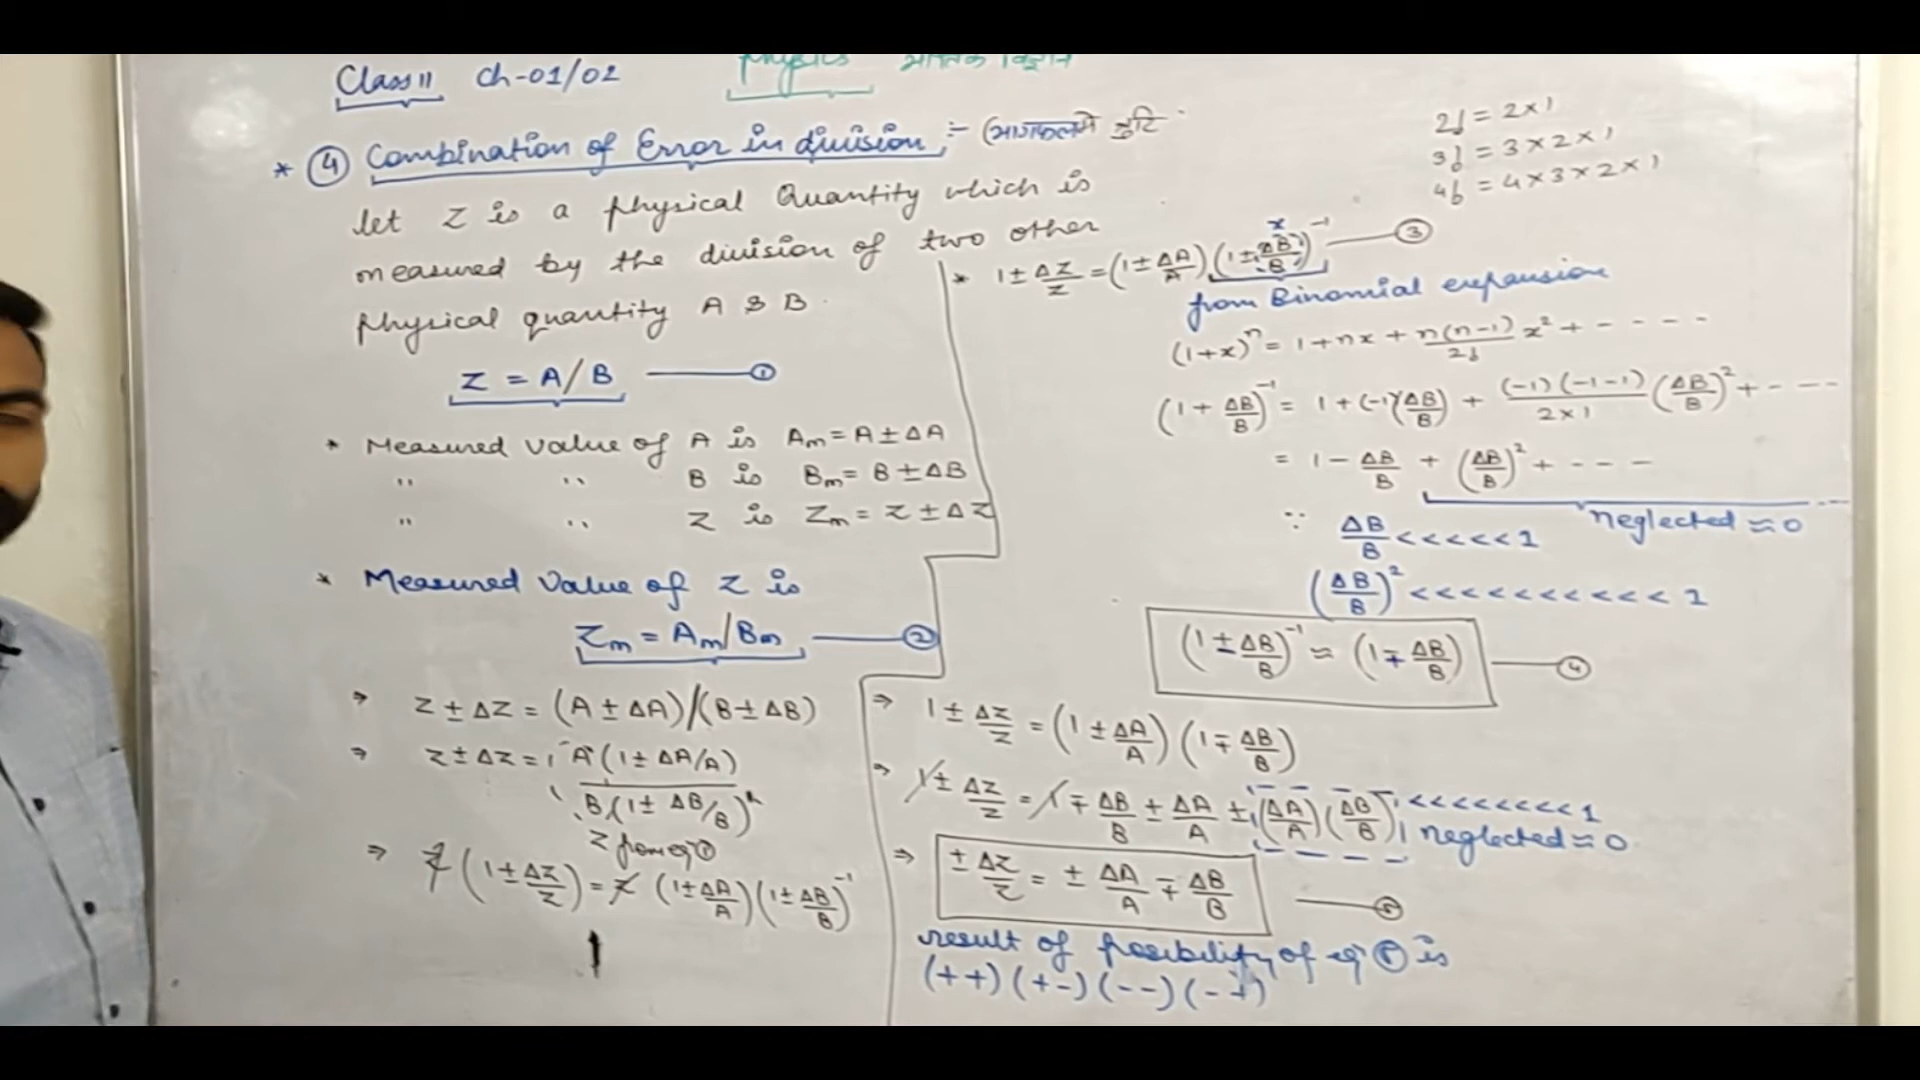 Class 11 Ch-01/02 physics भौतिक विज्ञान
* ④ Combination of Error in division :- (भागफल में त्रुटि
let Z is a physical Quantity which is
measured by the division of two other
physical quantity A & B.
Z = A/B —— ①
* Measured value of A is Am = A ± ΔA
" " B is Bm = B ± ΔB
" " Z is Zm = Z ± ΔZ
* Measured Value of Z is
Zm = Am/Bm —— ②
⇒ Z ± ΔZ = (A ± ΔA)/(B ± ΔB)
⇒ Z ± ΔZ = A (1 ± ΔA/A)
B (1 ± ΔB/B)
Z from eqn ①
⇒ Z (1 ± ΔZ/Z) = Z (1 ± ΔA/A)(1 ± ΔB/B)⁻¹
2! = 2×1
3! = 3×2×1
4! = 4×3×2×1
x
* 1 ± ΔZ/Z = (1 ± ΔA/A)(1 ± ΔB/B)⁻¹ —— ③
from Binomial expansion
(1+x)ⁿ = 1 + nx + n(n-1)/2! x² + - - - -
(1 + ΔB/B)⁻¹ = 1 + (-1)(ΔB/B) + (-1)(-1-1)/2×1 (ΔB/B)² + - - - -
= 1 - ΔB/B + (ΔB/B)² + - - - -
neglected ≈ 0
∵ ΔB/B <<<<< 1
(ΔB/B)² <<<<<<<<<<< 1
(1 ± ΔB/B)⁻¹ ≈ (1 ∓ ΔB/B) —— ④
⇒ 1 ± ΔZ/Z = (1 ± ΔA/A)(1 ∓ ΔB/B)
⇒ 1 ± ΔZ/Z = 1 ∓ ΔB/B ± ΔA/A ± (ΔA/A)(ΔB/B) <<<<<<<< 1
neglected ≈ 0
⇒ ± ΔZ/Z = ± ΔA/A ∓ ΔB/B —— ⑤
result of possibility of eqn ⑤ is
(++) (+-) (--) (-+)